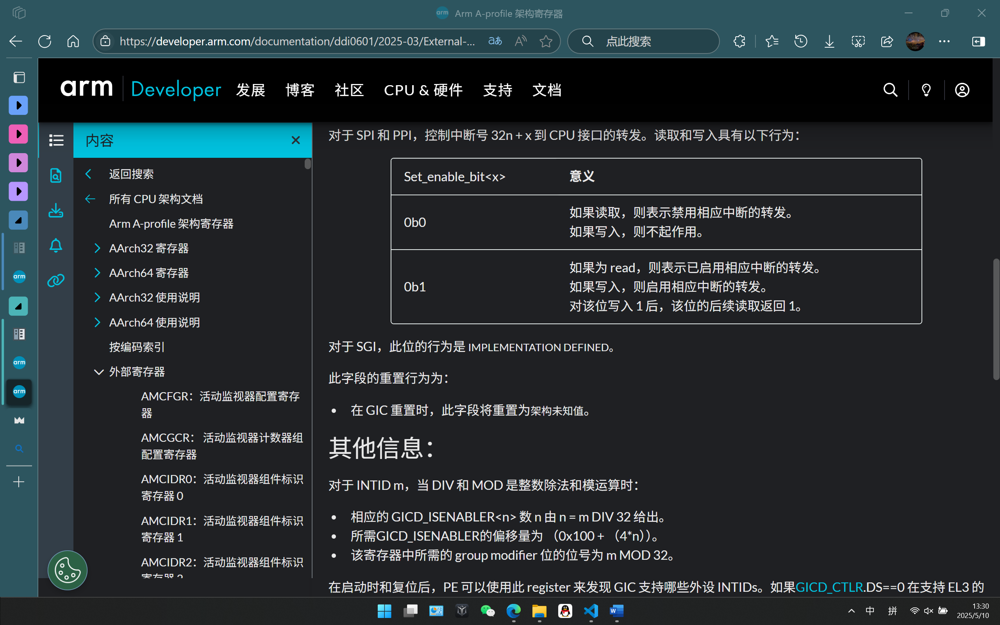 arm Arm A-profile 架构寄存器
https://developer.arm.com/documentation/ddi0601/2025-03/External-...
点此搜索
arm Developer 发展 博客 社区 CPU & 硬件 支持 文档
内容
返回搜索
所有 CPU 架构文档
Arm A-profile 架构寄存器
AArch32 寄存器
AArch64 寄存器
AArch32 使用说明
AArch64 使用说明
按编码索引
外部寄存器
AMCFGR：活动监视器配置寄存
器
AMCGCR： 活动监视器计数器组
配置寄存器
AMCIDR0：活动监视器组件标识
寄存器 0
AMCIDR1：活动监视器组件标识
寄存器 1
AMCIDR2：活动监视器组件标识
对于 SPI 和 PPI，控制中断号 32n + x 到 CPU 接口的转发。读取和写入具有以下行为：
Set_enable_bit<x> 意义
0b0
如果读取，则表示禁用相应中断的转发。
如果写入，则不起作用。
0b1
如果为 read，则表示已启用相应中断的转发。
如果写入，则启用相应中断的转发。
对该位写入 1 后，该位的后续读取返回 1。
对于 SGI，此位的行为是 IMPLEMENTATION DEFINED。
此字段的重置行为为：
在 GIC 重置时，此字段将重置为架构未知值。
其他信息：
对于 INTID m，当 DIV 和 MOD 是整数除法和模运算时：
相应的 GICD_ISENABLER<n> 数 n 由 n = m DIV 32 给出。
所需GICD_ISENABLER的偏移量为 （0x100 + （4*n））。
该寄存器中所需的 group modifier 位的位号为 m MOD 32。
在启动时和复位后，PE 可以使用此 register 来发现 GIC 支持哪些外设 INTIDs。如果GICD_CTLR.DS==0 在支持 EL3 的
arm
arm
arm
中 拼
13:30
2025/5/10